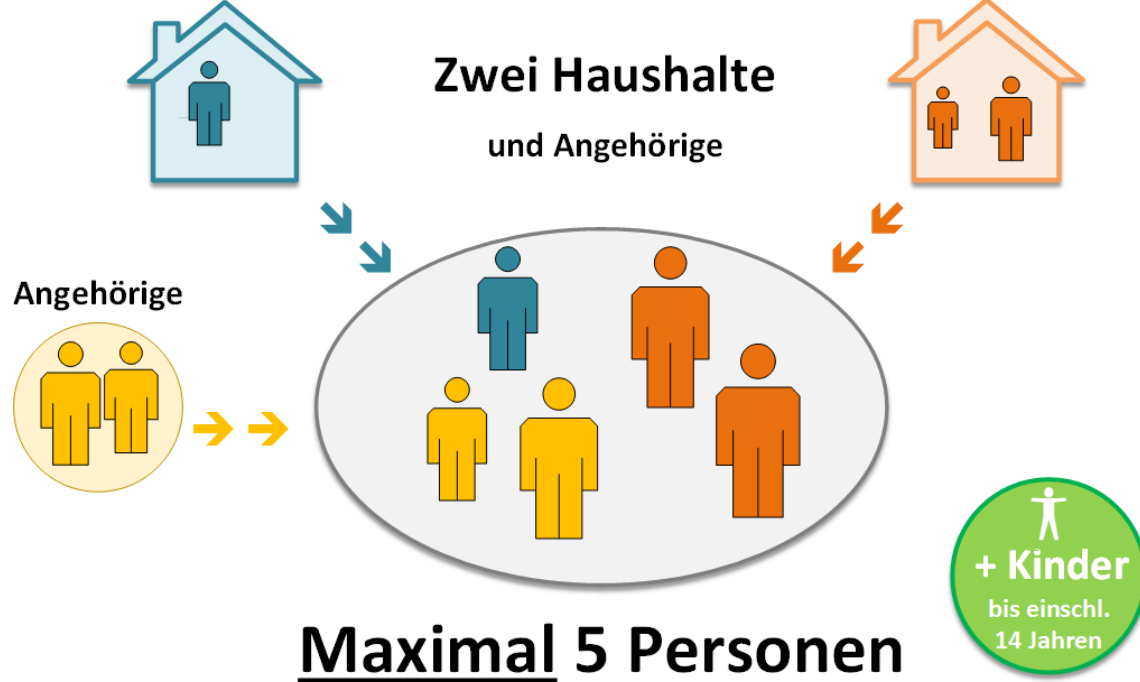 Zwei Haushalte
und Angehörige
Angehörige
+ Kinder
bis einschl.
14 Jahren
Maximal 5 Personen